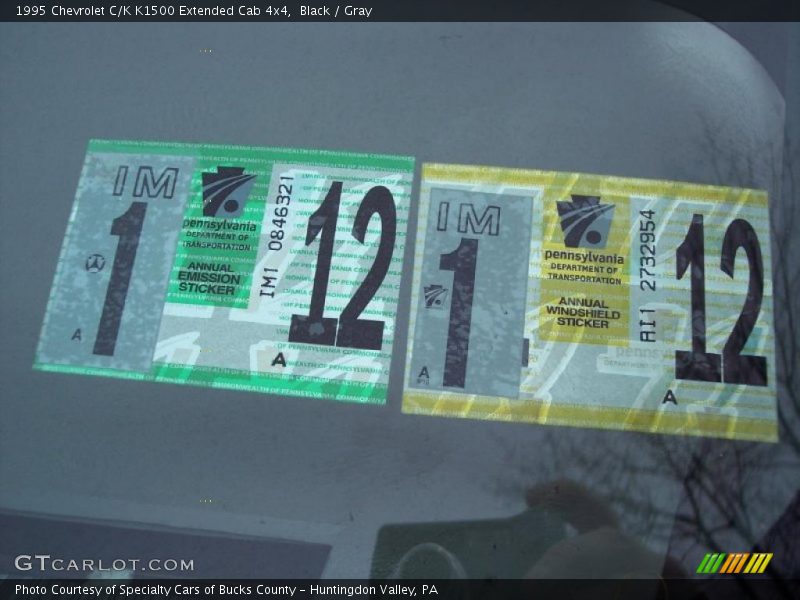 1995 Chevrolet C/K K1500 Extended Cab 4x4, Black / Gray
IM
1
A
pennsylvania
DEPARTMENT OF
TRANSPORTATION
ANNUAL
EMISSION
STICKER
IM1 0846321
12
A
IM
1
A
pennsylvania
DEPARTMENT OF
TRANSPORTATION
ANNUAL
WINDSHIELD
STICKER
AI1 2732954
12
A
GTCARLOT.COM
Photo Courtesy of Specialty Cars of Bucks County - Huntingdon Valley, PA